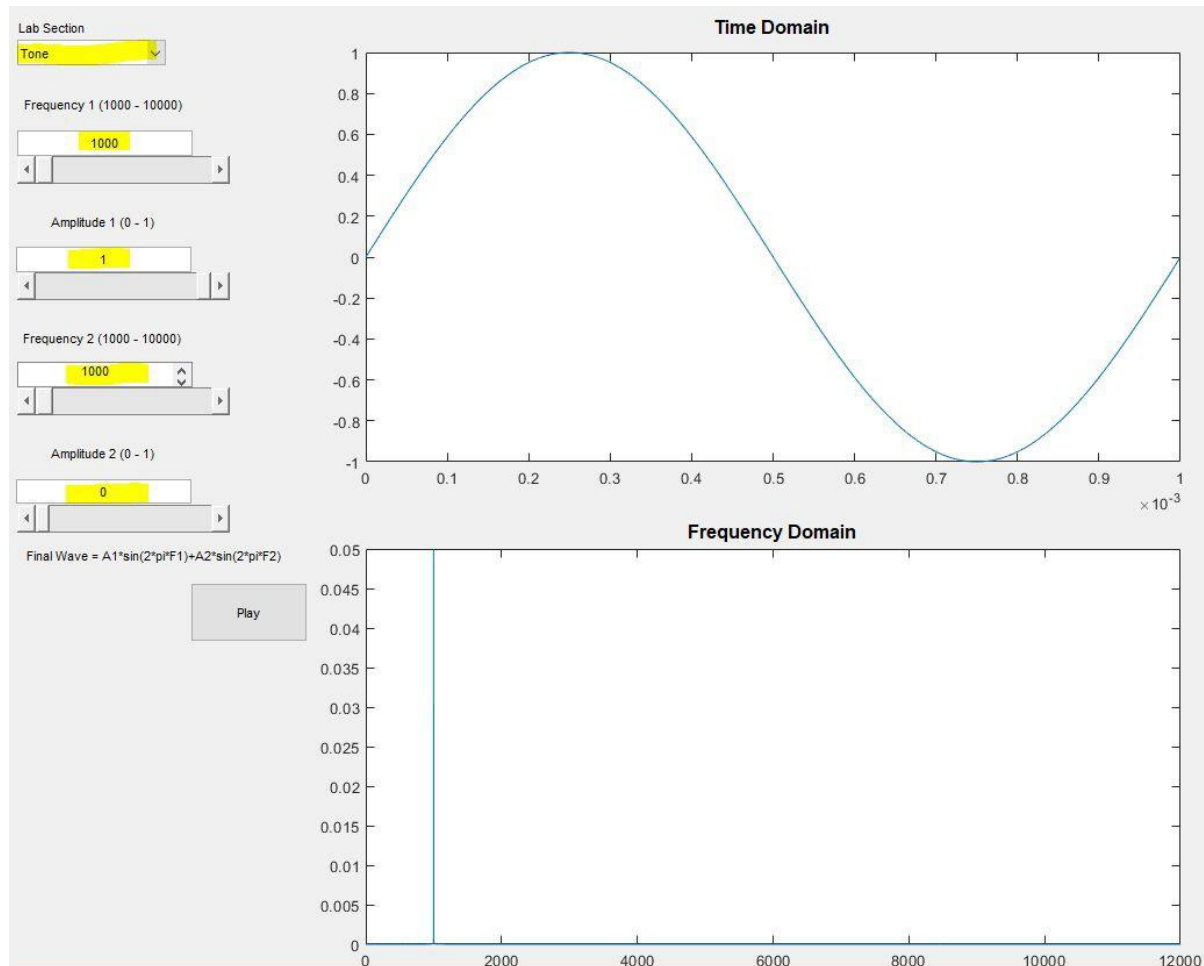 Lab Section
Tone
Frequency 1 (1000 - 10000)
1000
Amplitude 1 (0 - 1)
1
Frequency 2 (1000 - 10000)
1000
Amplitude 2 (0 - 1)
0
Final Wave = A1*sin(2*pi*F1)+A2*sin(2*pi*F2)
Play
Time Domain
1
0.8
0.6
0.4
0.2
0
-0.2
-0.4
-0.6
-0.8
-1
0 0.1 0.2 0.3 0.4 0.5 0.6 0.7 0.8 0.9 1
×10⁻³
Frequency Domain
0.05
0.045
0.04
0.035
0.03
0.025
0.02
0.015
0.01
0.005
0
0 2000 4000 6000 8000 10000 12000